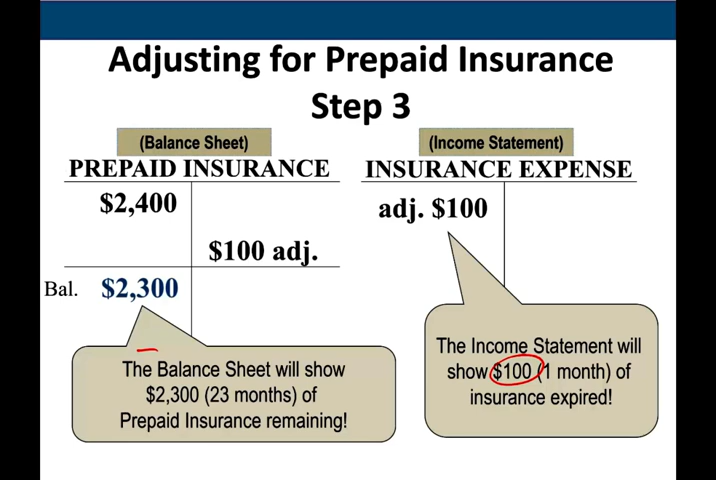 Adjusting for Prepaid Insurance
Step 3
(Balance Sheet)
PREPAID INSURANCE
$2,400
$100 adj.
Bal. $2,300
The Balance Sheet will show
$2,300 (23 months) of
Prepaid Insurance remaining!
(Income Statement)
INSURANCE EXPENSE
adj. $100
The Income Statement will
show $100 (1 month) of
insurance expired!